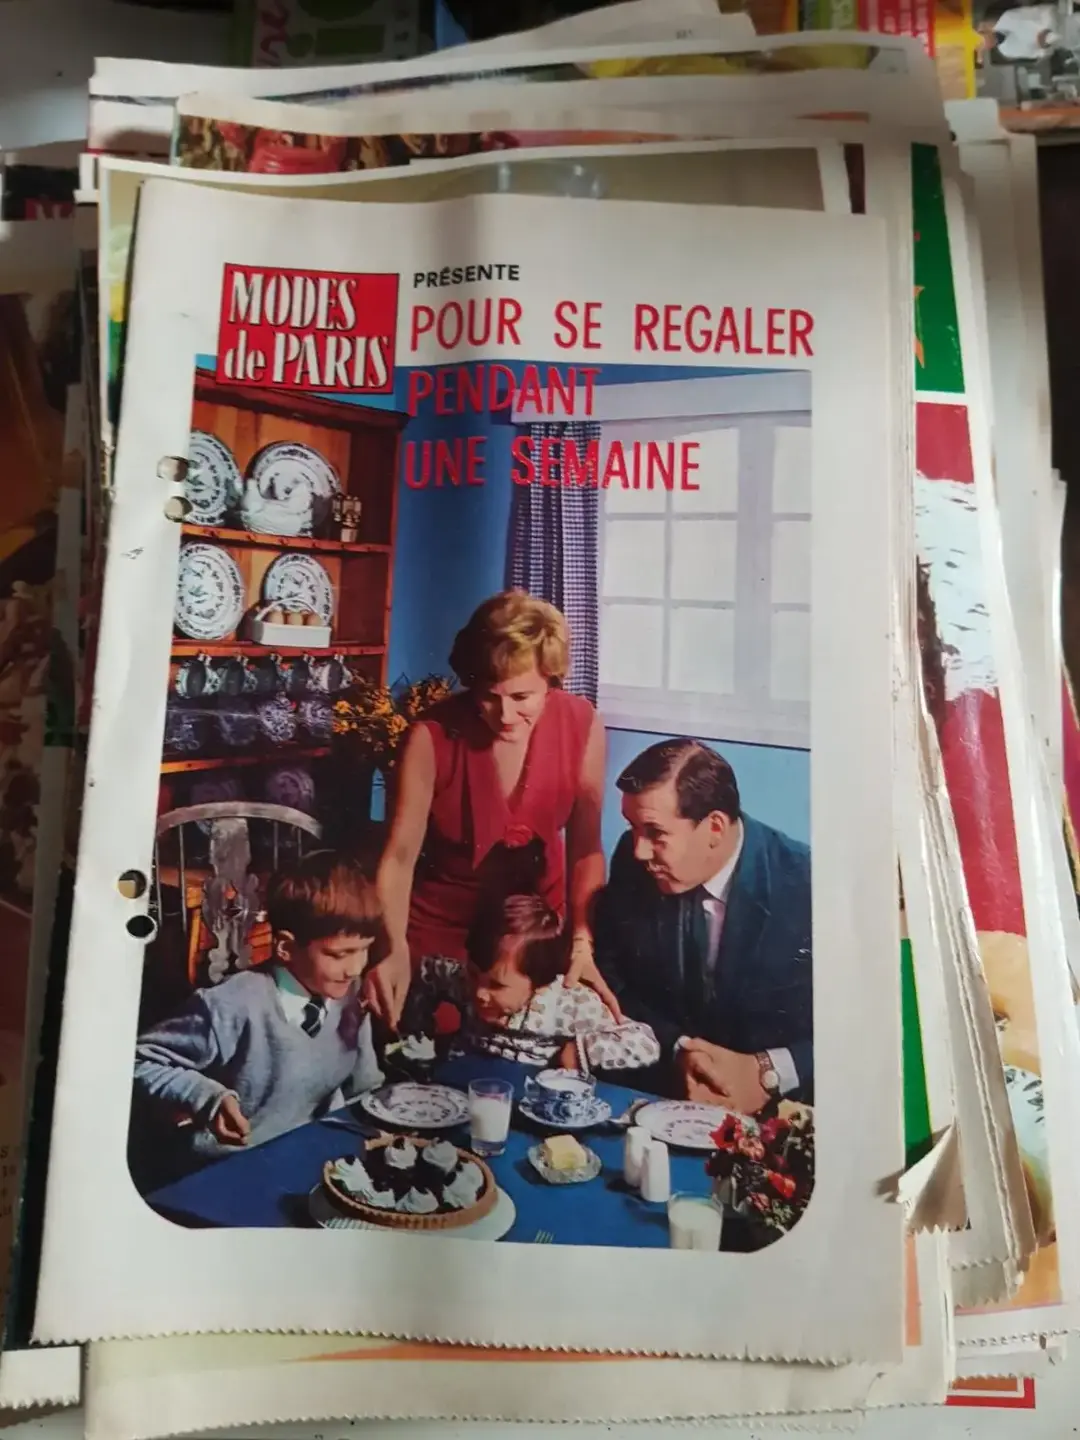 MODES
de PARIS
PRÉSENTE
POUR SE REGALER
PENDANT
UNE SEMAINE